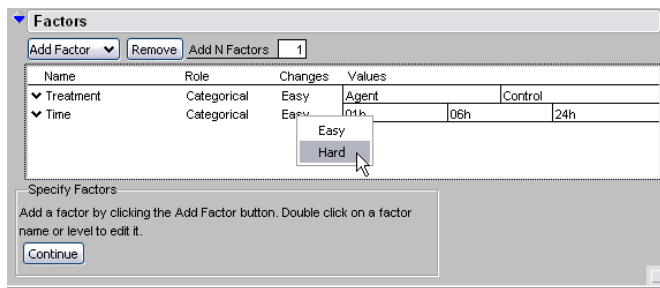 Factors
Add Factor Remove Add N Factors 1
Name Role Changes Values
Treatment Categorical Easy Agent Control
Time Categorical Easy 01h 06h 24h
Easy
Hard
Specify Factors
Add a factor by clicking the Add Factor button. Double click on a factor
name or level to edit it.
Continue